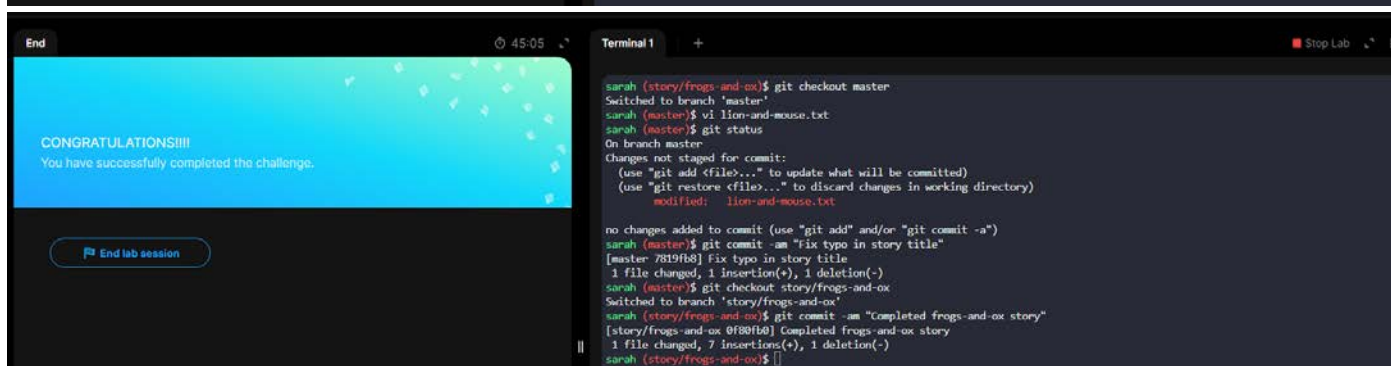 End
45:05
CONGRATULATIONS!!!!
You have successfully completed the challenge.
End lab session
Terminal 1 +
Stop Lab
sarah (story/frogs-and-ox)$ git checkout master
Switched to branch 'master'
sarah (master)$ vi lion-and-mouse.txt
sarah (master)$ git status
On branch master
Changes not staged for commit:
(use "git add <file>..." to update what will be committed)
(use "git restore <file>..." to discard changes in working directory)
modified: lion-and-mouse.txt
no changes added to commit (use "git add" and/or "git commit -a")
sarah (master)$ git commit -am "Fix typo in story title"
[master 7819fb8] Fix typo in story title
1 file changed, 1 insertion(+), 1 deletion(-)
sarah (master)$ git checkout story/frogs-and-ox
Switched to branch 'story/frogs-and-ox'
sarah (story/frogs-and-ox)$ git commit -am "Completed frogs-and-ox story"
[story/frogs-and-ox 0f80fb0] Completed frogs-and-ox story
1 file changed, 7 insertions(+), 1 deletion(-)
sarah (story/frogs-and-ox)$